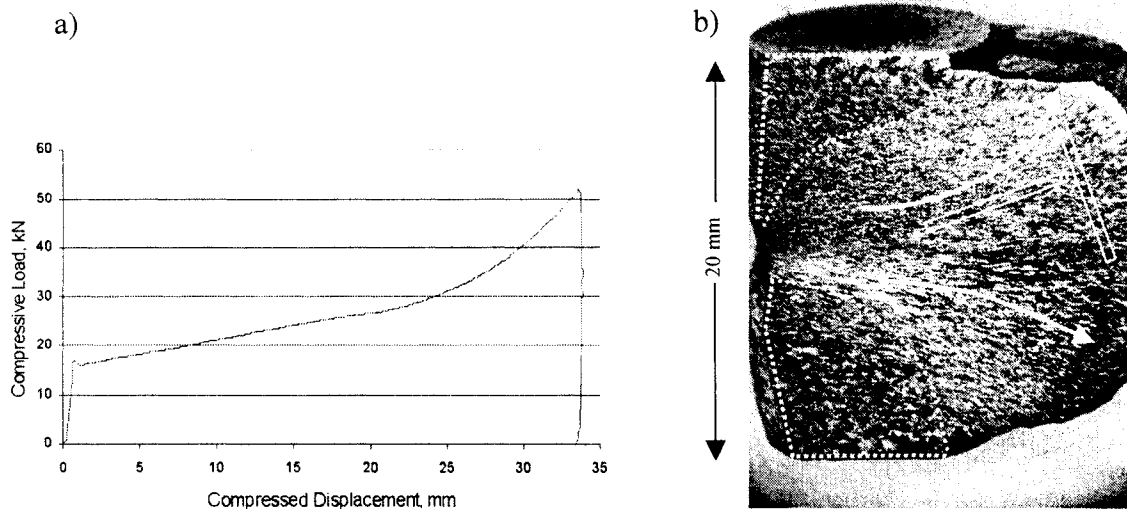 a)
60
50
40
30
20
10
0
Compressive Load, kN
0 5 10 15 20 25 30 35
Compressed Displacement, mm
b)
20 mm